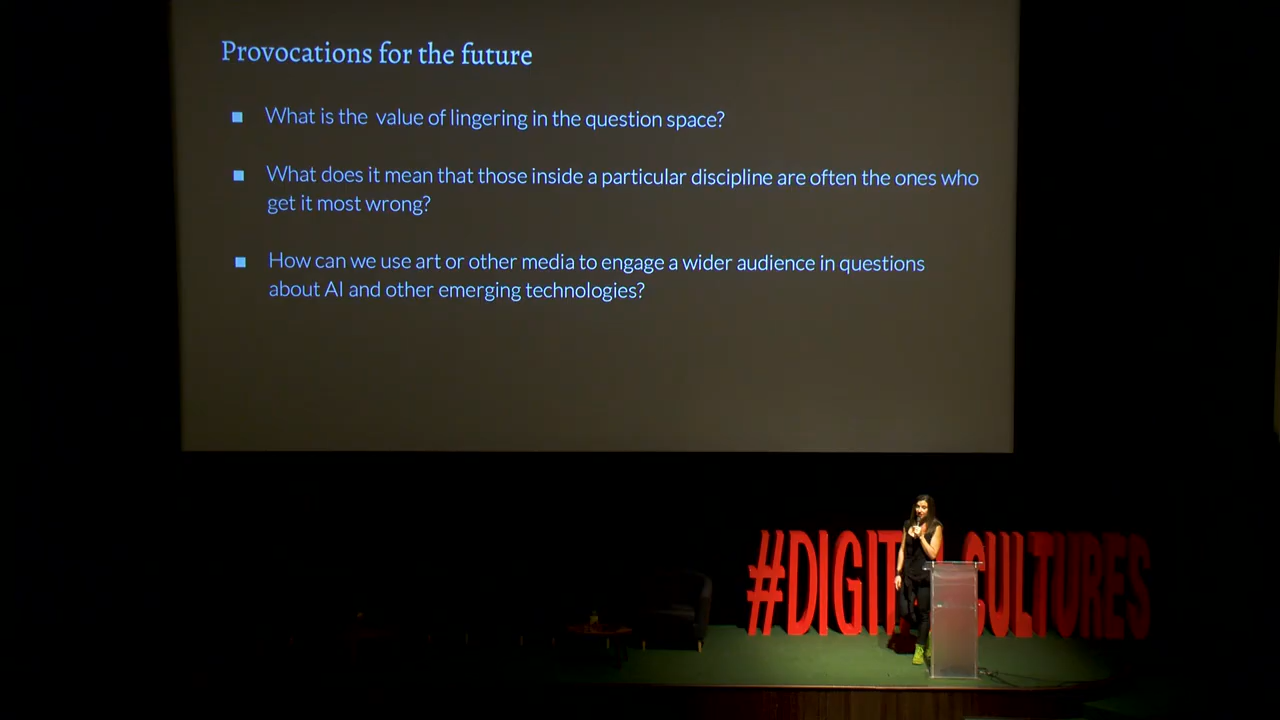 Provocations for the future
What is the value of lingering in the question space?
What does it mean that those inside a particular discipline are often the ones who
get it most wrong?
How can we use art or other media to engage a wider audience in questions
about AI and other emerging technologies?
#DIGITAL CULTURES